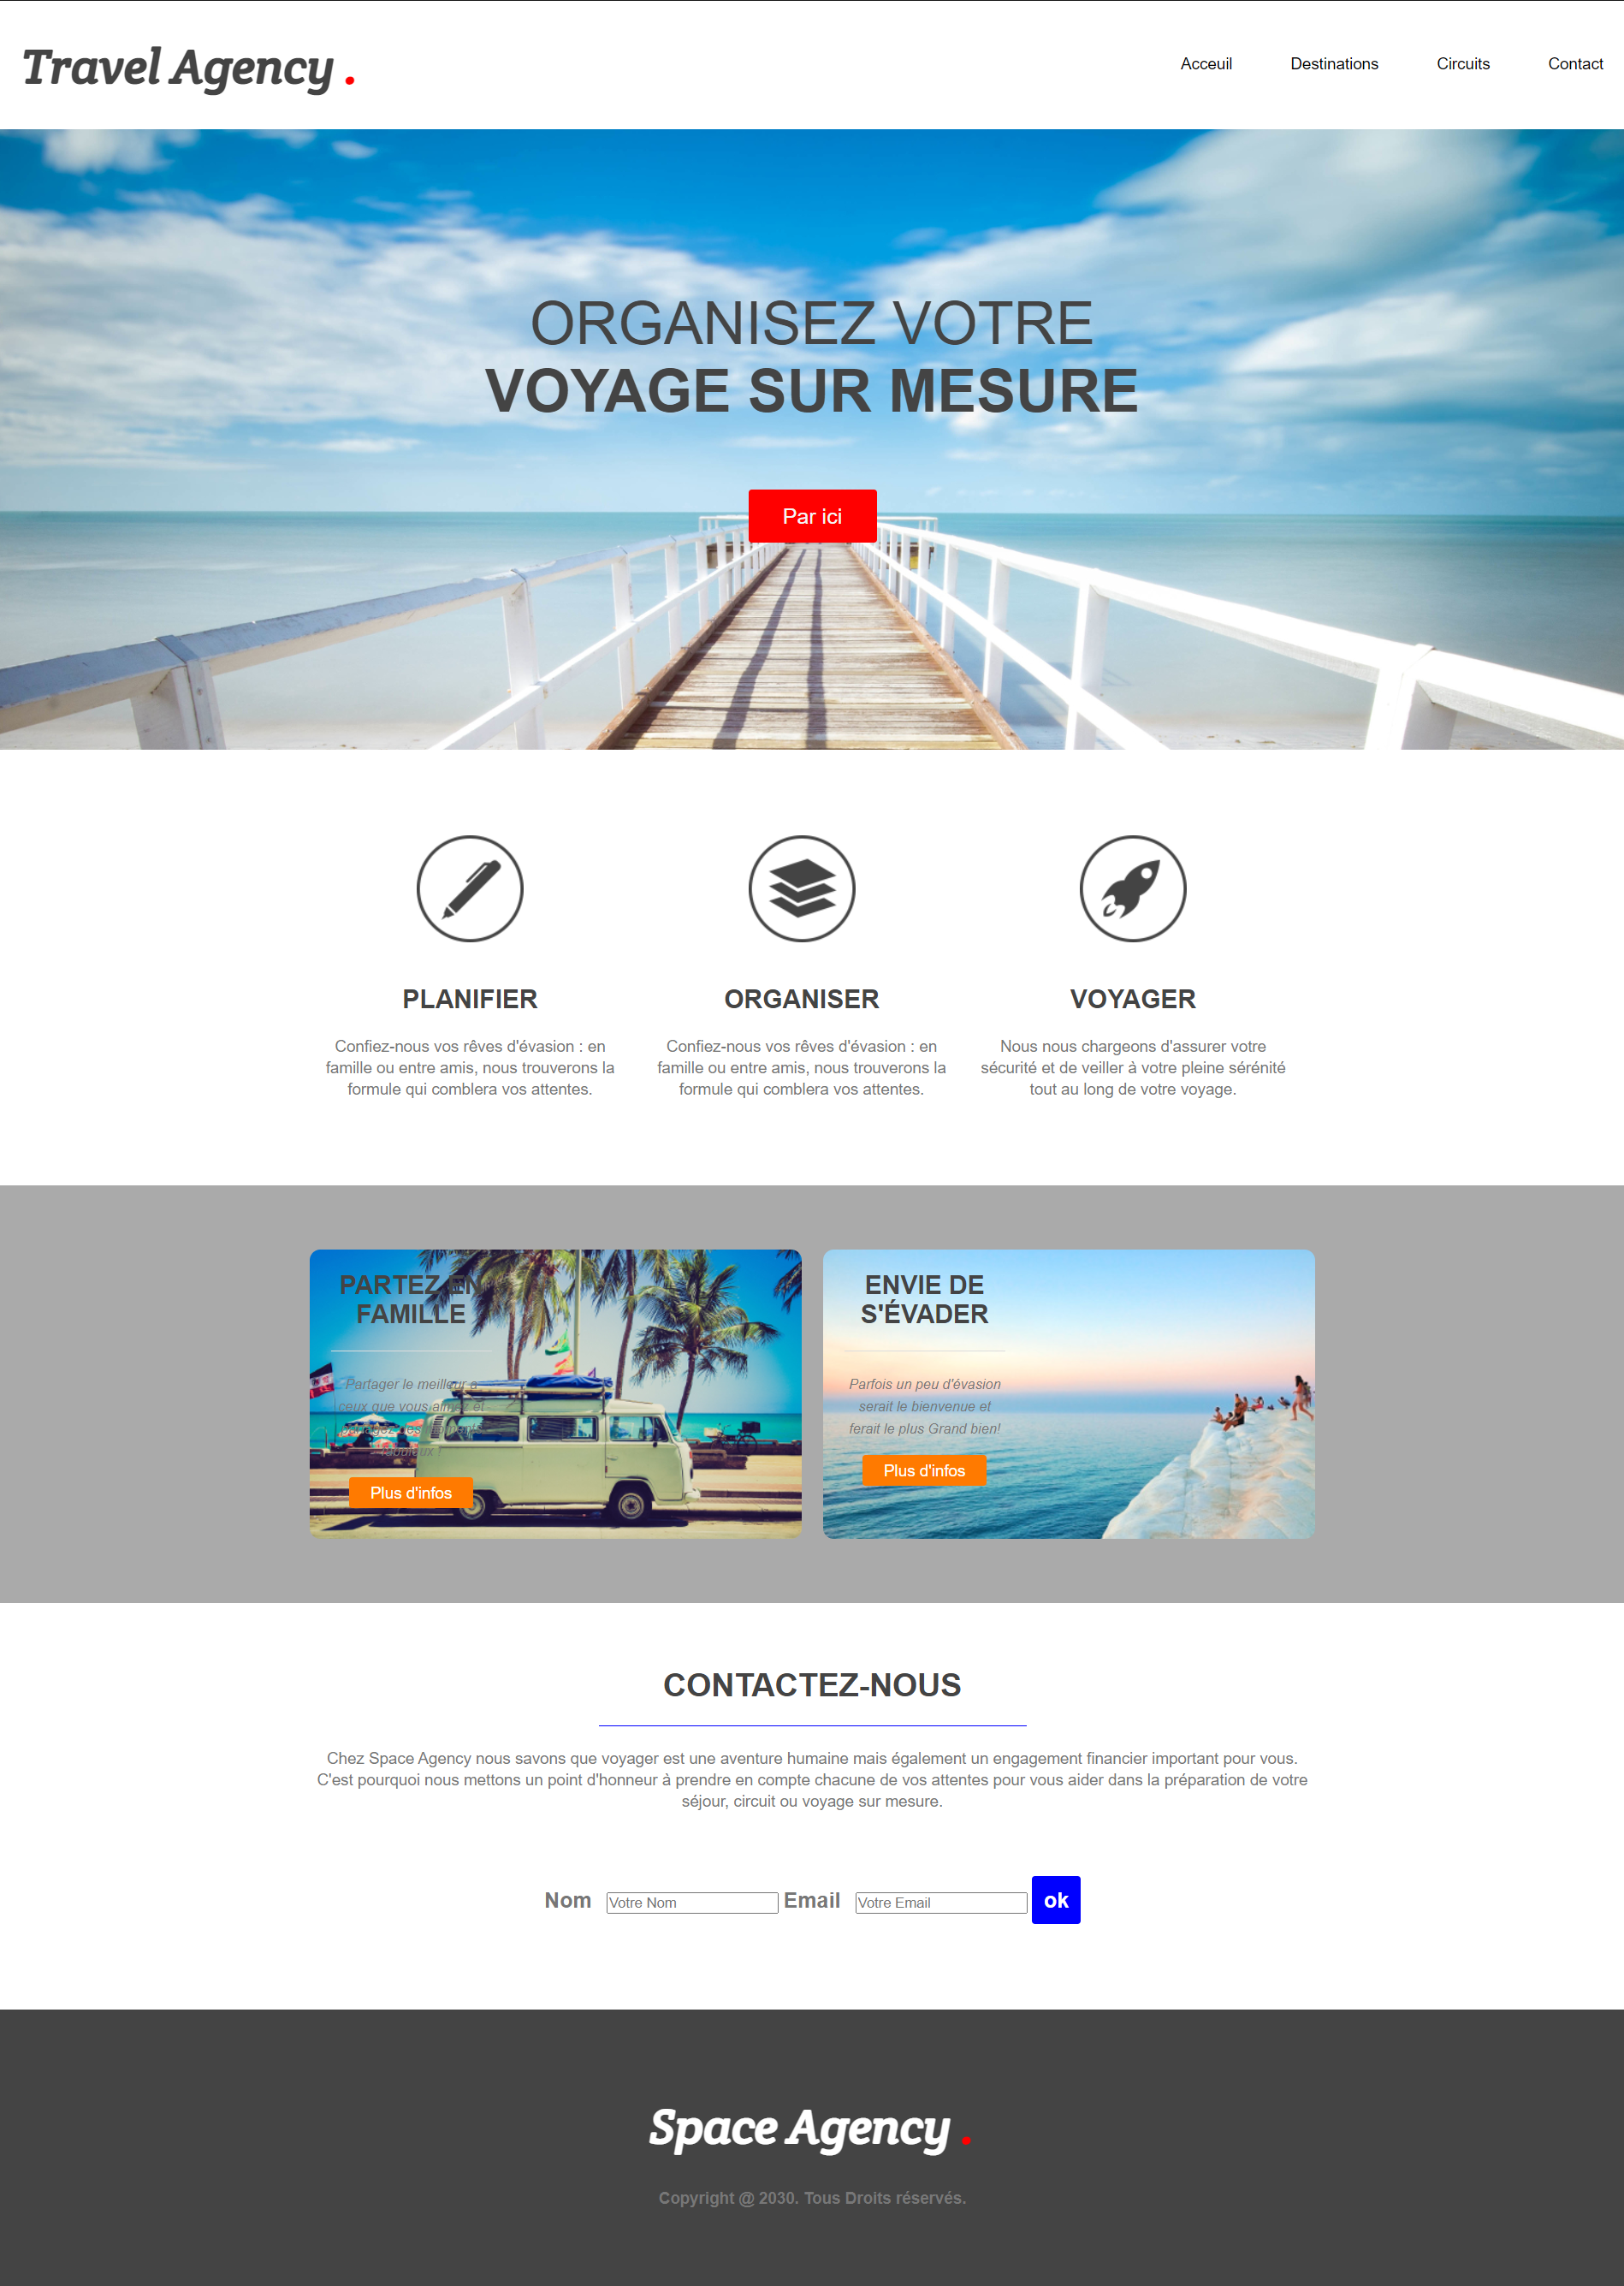 Travel Agency .
Acceuil Destinations Circuits Contact
ORGANISEZ VOTRE
VOYAGE SUR MESURE
Par ici
PLANIFIER
Confiez-nous vos rêves d'évasion : en
famille ou entre amis, nous trouverons la
formule qui comblera vos attentes.
ORGANISER
Confiez-nous vos rêves d'évasion : en
famille ou entre amis, nous trouverons la
formule qui comblera vos attentes.
VOYAGER
Nous nous chargeons d'assurer votre
sécurité et de veiller à votre pleine sérénité
tout au long de votre voyage.
PARTEZ EN
FAMILLE
Partager le meilleur a
ceux que vous aimez et
Plus d'infos
ENVIE DE
S'ÉVADER
Parfois un peu d'évasion
serait le bienvenue et
ferait le plus Grand bien!
Plus d'infos
CONTACTEZ-NOUS
Chez Space Agency nous savons que voyager est une aventure humaine mais également un engagement financier important pour vous.
C'est pourquoi nous mettons un point d'honneur à prendre en compte chacune de vos attentes pour vous aider dans la préparation de votre
séjour, circuit ou voyage sur mesure.
Nom Votre Nom Email Votre Email ok
Space Agency .
Copyright @ 2030. Tous Droits réservés.